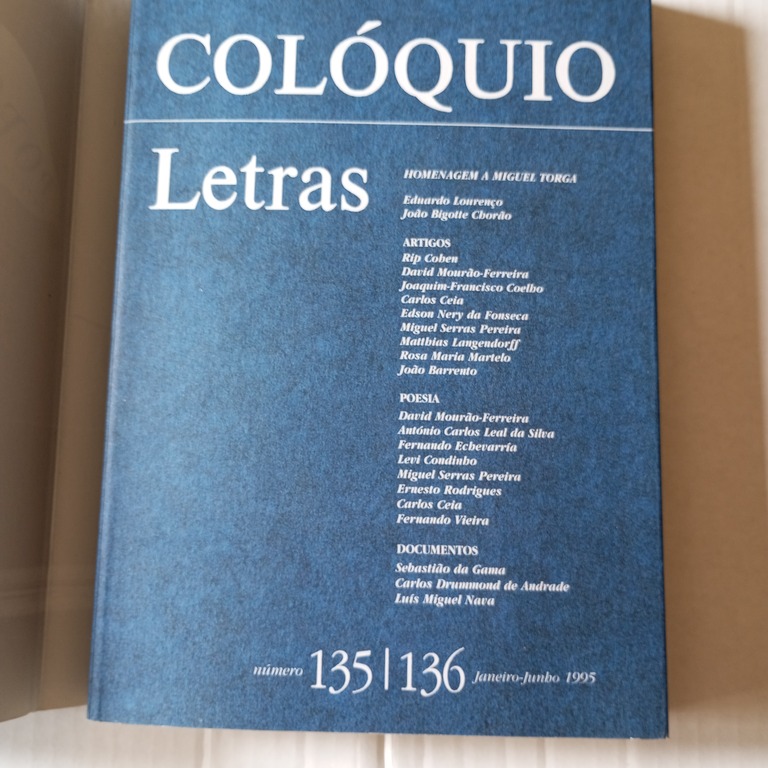 COLÓQUIO
Letras
HOMENAGEM A MIGUEL TORGA
Eduardo Lourenço
João Bigotte Chorão
ARTIGOS
Rip Cohen
David Mourão-Ferreira
Joaquim-Francisco Coelho
Carlos Ceia
Edson Nery da Fonseca
Miguel Serras Pereira
Matthias Langendorff
Rosa Maria Martelo
João Barrento
POESIA
David Mourão-Ferreira
António Carlos Leal da Silva
Fernando Echevarría
Levi Condinho
Miguel Serras Pereira
Ernesto Rodrigues
Carlos Ceia
Fernando Vieira
DOCUMENTOS
Sebastião da Gama
Carlos Drummond de Andrade
Luís Miguel Nava
número 135|136 Janeiro-Junho 1995